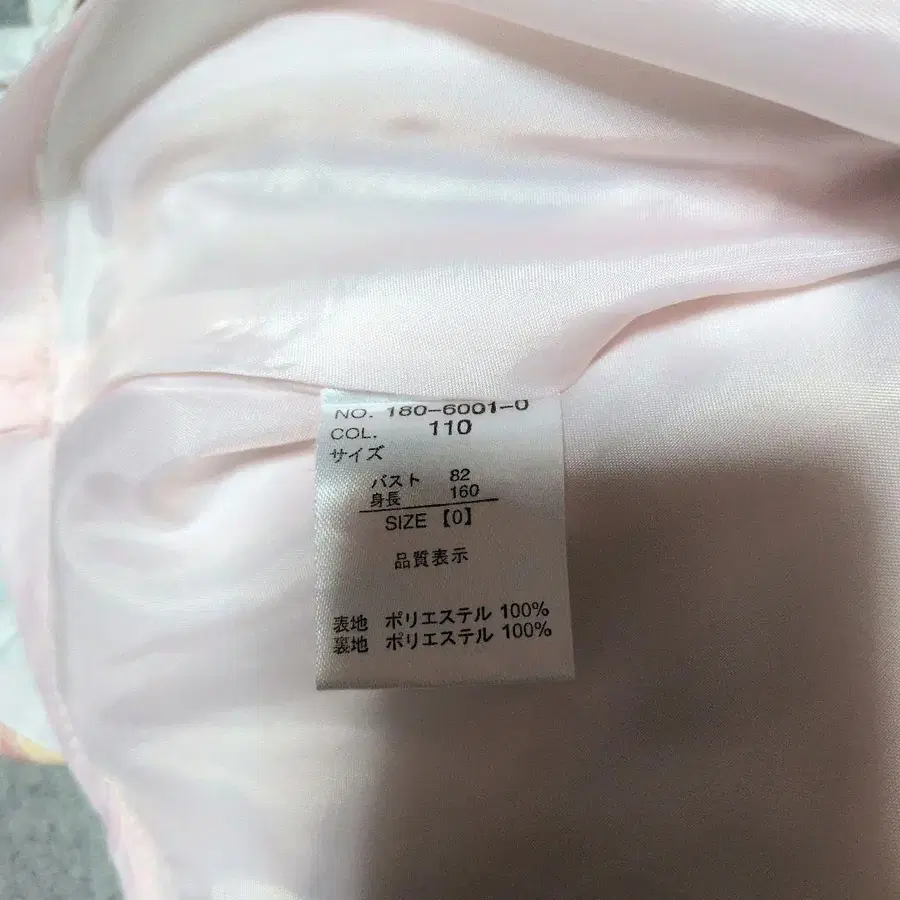 NO. 180-6001-0
COL. 110
サイズ
バスト 82
身長 160
SIZE 【0】
品質表示
表地 ポリエステル 100%
裏地 ポリエステル 100%